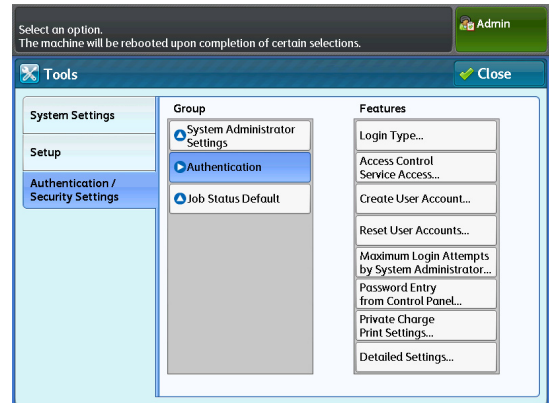 Select an option.
The machine will be rebooted upon completion of certain selections.
Admin
Tools
Close
System Settings
Setup
Authentication /
Security Settings
Group
System Administrator
Settings
Authentication
Job Status Default
Features
Login Type...
Access Control
Service Access...
Create User Account...
Reset User Accounts...
Maximum Login Attempts
by System Administrator...
Password Entry
from Control Panel...
Private Charge
Print Settings...
Detailed Settings...